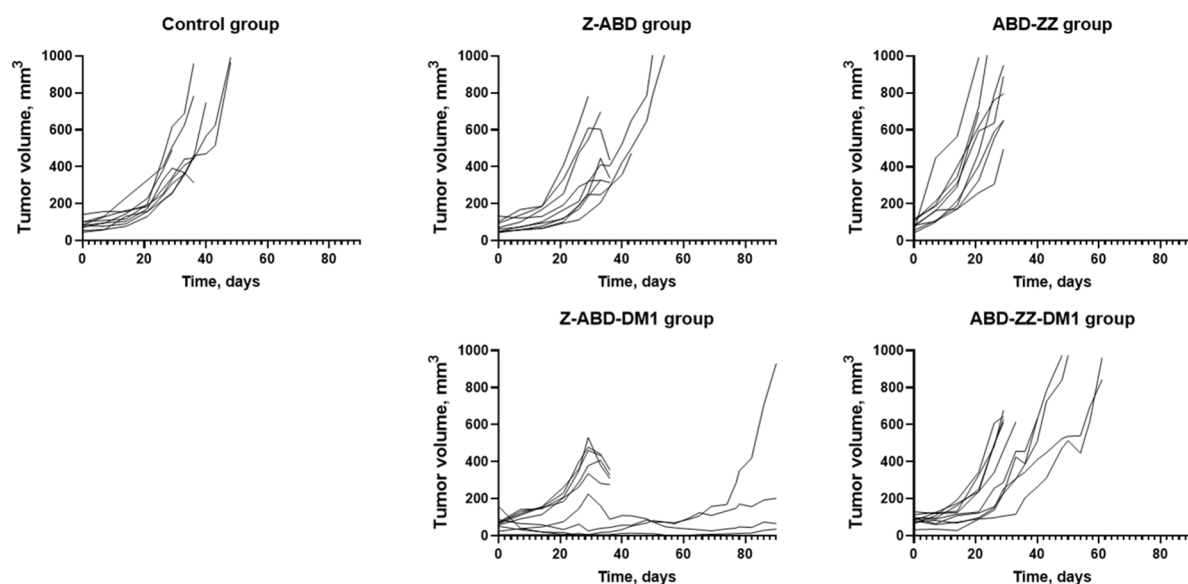 Control group
Tumor volume, mm³
1000
800
600
400
200
0
0 20 40 60 80
Time, days
Z-ABD group
Tumor volume, mm³
1000
800
600
400
200
0
0 20 40 60 80
Time, days
ABD-ZZ group
Tumor volume, mm³
1000
800
600
400
200
0
0 20 40 60 80
Time, days
Z-ABD-DM1 group
Tumor volume, mm³
1000
800
600
400
200
0
0 20 40 60 80
Time, days
ABD-ZZ-DM1 group
Tumor volume, mm³
1000
800
600
400
200
0
0 20 40 60 80
Time, days